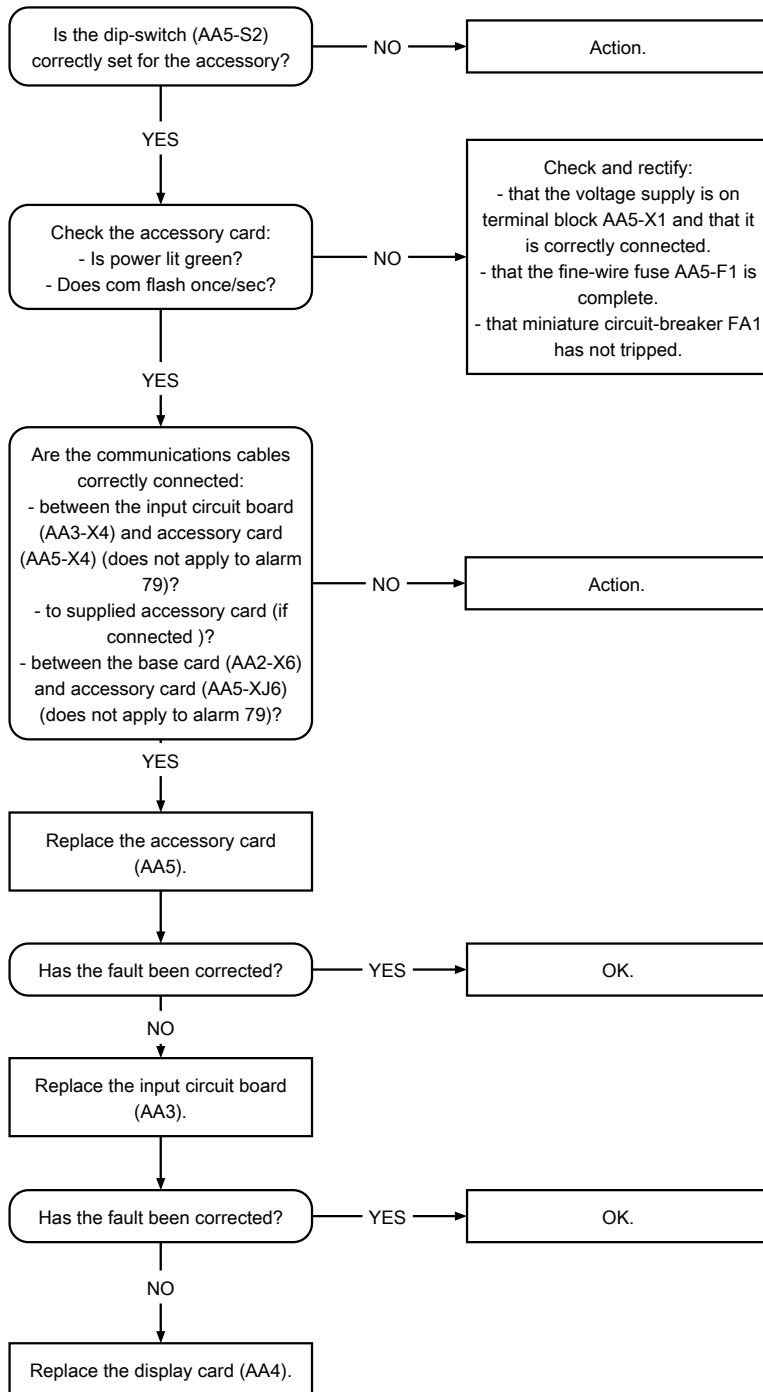 Is the dip-switch (AA5-S2)
correctly set for the accessory?
NO
Action.
YES
Check the accessory card:
- Is power lit green?
- Does com flash once/sec?
NO
Check and rectify:
- that the voltage supply is on
terminal block AA5-X1 and that it
is correctly connected.
- that the fine-wire fuse AA5-F1 is
complete.
- that miniature circuit-breaker FA1
has not tripped.
YES
Are the communications cables
correctly connected:
- between the input circuit board
(AA3-X4) and accessory card
(AA5-X4) (does not apply to alarm
79)?
- to supplied accessory card (if
connected )?
- between the base card (AA2-X6)
and accessory card (AA5-XJ6)
(does not apply to alarm 79)?
NO
Action.
YES
Replace the accessory card
(AA5).
Has the fault been corrected?
YES
OK.
NO
Replace the input circuit board
(AA3).
Has the fault been corrected?
YES
OK.
NO
Replace the display card (AA4).